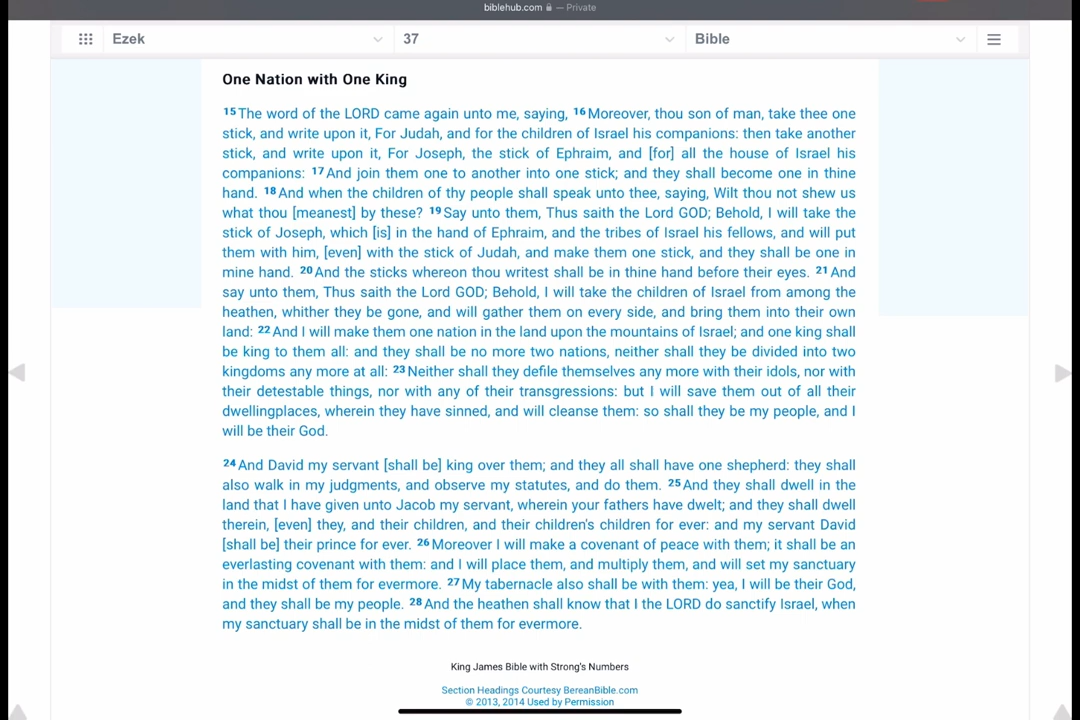 biblehub.com — Private
Ezek 37 Bible
One Nation with One King
15 The word of the LORD came again unto me, saying, 16 Moreover, thou son of man, take thee one
stick, and write upon it, For Judah, and for the children of Israel his companions: then take another
stick, and write upon it, For Joseph, the stick of Ephraim, and [for] all the house of Israel his
companions: 17 And join them one to another into one stick; and they shall become one in thine
hand. 18 And when the children of thy people shall speak unto thee, saying, Wilt thou not shew us
what thou [meanest] by these? 19 Say unto them, Thus saith the Lord GOD; Behold, I will take the
stick of Joseph, which [is] in the hand of Ephraim, and the tribes of Israel his fellows, and will put
them with him, [even] with the stick of Judah, and make them one stick, and they shall be one in
mine hand. 20 And the sticks whereon thou writest shall be in thine hand before their eyes. 21 And
say unto them, Thus saith the Lord GOD; Behold, I will take the children of Israel from among the
heathen, whither they be gone, and will gather them on every side, and bring them into their own
land: 22 And I will make them one nation in the land upon the mountains of Israel; and one king shall
be king to them all: and they shall be no more two nations, neither shall they be divided into two
kingdoms any more at all: 23 Neither shall they defile themselves any more with their idols, nor with
their detestable things, nor with any of their transgressions: but I will save them out of all their
dwellingplaces, wherein they have sinned, and will cleanse them: so shall they be my people, and I
will be their God.
24 And David my servant [shall be] king over them; and they all shall have one shepherd: they shall
also walk in my judgments, and observe my statutes, and do them. 25 And they shall dwell in the
land that I have given unto Jacob my servant, wherein your fathers have dwelt; and they shall dwell
therein, [even] they, and their children, and their children's children for ever: and my servant David
[shall be] their prince for ever. 26 Moreover I will make a covenant of peace with them; it shall be an
everlasting covenant with them: and I will place them, and multiply them, and will set my sanctuary
in the midst of them for evermore. 27 My tabernacle also shall be with them: yea, I will be their God,
and they shall be my people. 28 And the heathen shall know that I the LORD do sanctify Israel, when
my sanctuary shall be in the midst of them for evermore.
King James Bible with Strong's Numbers
Section Headings Courtesy BereanBible.com
© 2013, 2014 Used by Permission